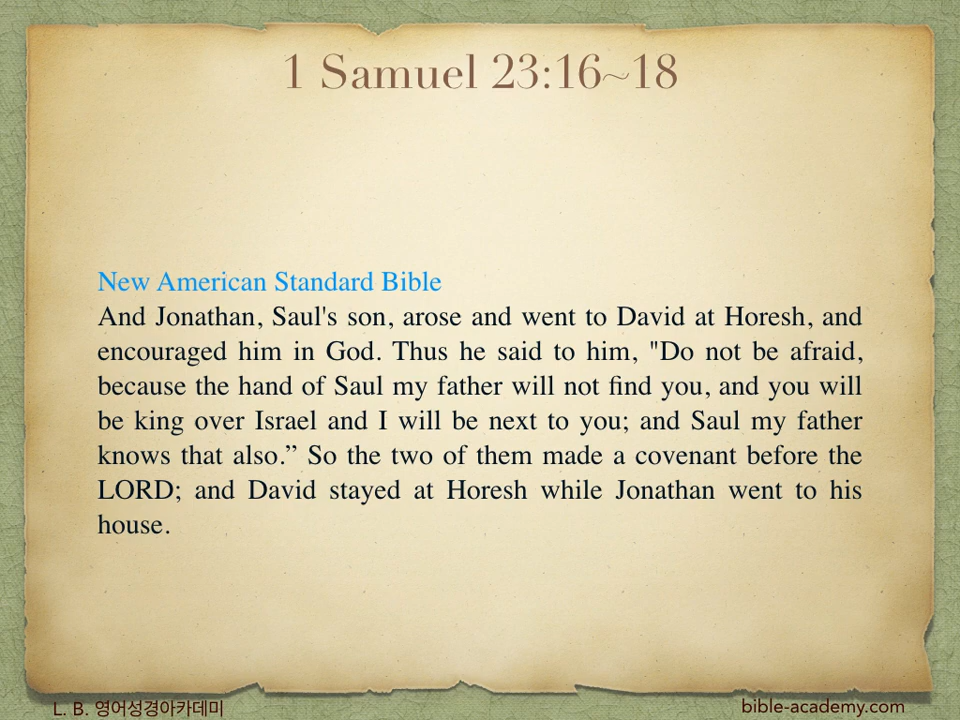 1 Samuel 23:16~18
New American Standard Bible
And Jonathan, Saul's son, arose and went to David at Horesh, and
encouraged him in God. Thus he said to him, "Do not be afraid,
because the hand of Saul my father will not find you, and you will
be king over Israel and I will be next to you; and Saul my father
knows that also.” So the two of them made a covenant before the
LORD; and David stayed at Horesh while Jonathan went to his
house.
L. B. 영어성경아카데미
bible-academy.com